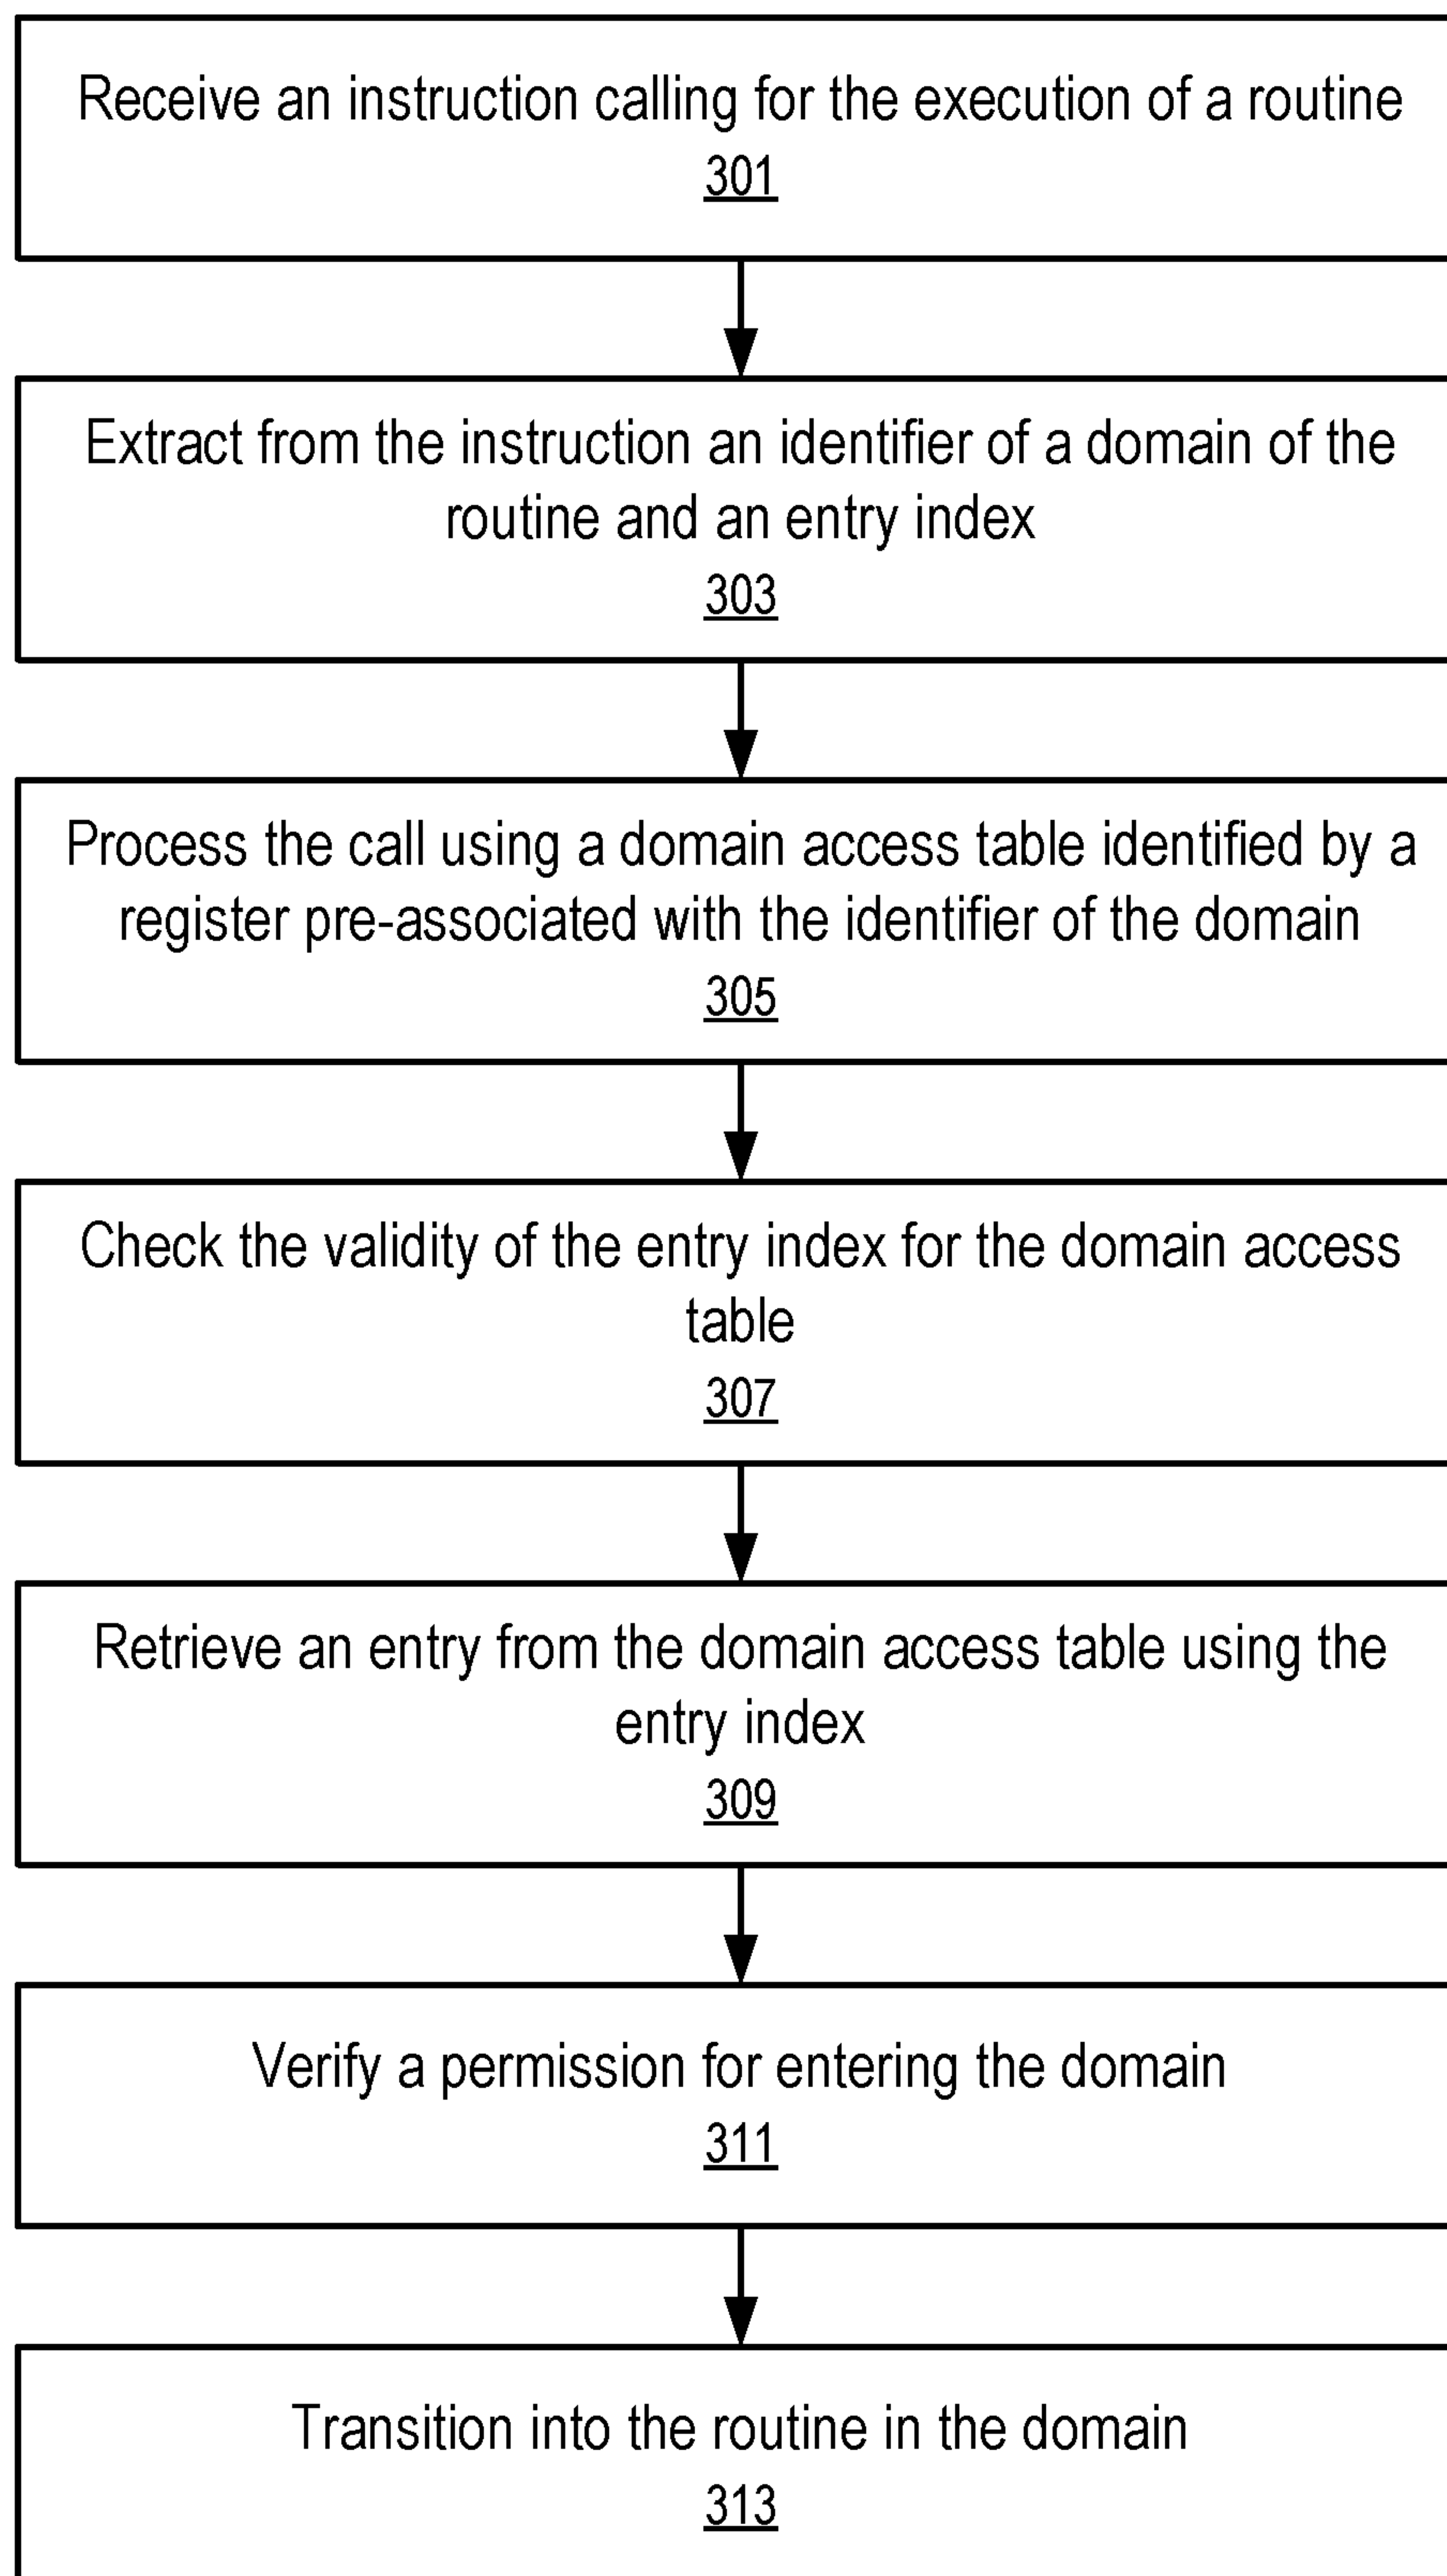 Receive an instruction calling for the execution of a routine
301
Extract from the instruction an identifier of a domain of the
routine and an entry index
303
Process the call using a domain access table identified by a
register pre-associated with the identifier of the domain
305
Check the validity of the entry index for the domain access
table
307
Retrieve an entry from the domain access table using the
entry index
309
Verify a permission for entering the domain
311
Transition into the routine in the domain
313